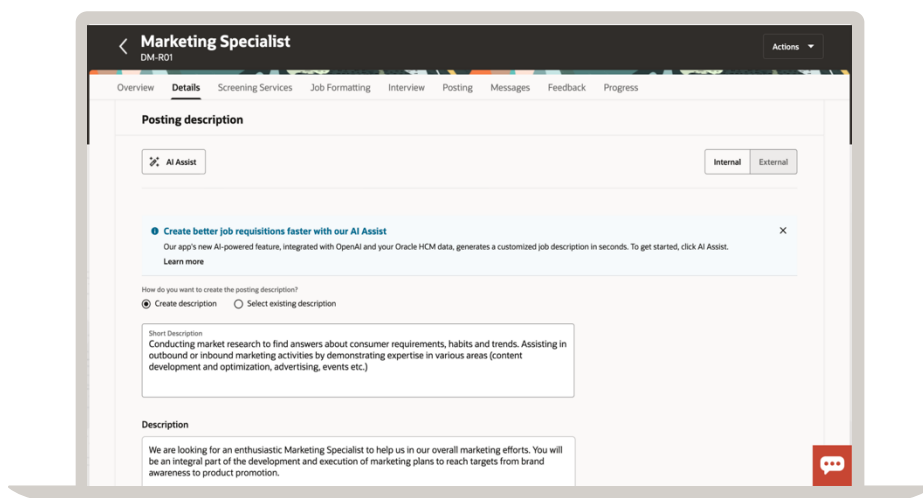 Marketing Specialist
DM-R01
Actions
Overview Details Screening Services Job Formatting Interview Posting Messages Feedback Progress
Posting description
AI Assist
Internal External
Create better job requisitions faster with our AI Assist
Our app's new AI-powered feature, integrated with OpenAI and your Oracle HCM data, generates a customized job description in seconds. To get started, click AI Assist.
Learn more
How do you want to create the posting description?
Create description Select existing description
Short Description
Conducting market research to find answers about consumer requirements, habits and trends. Assisting in
outbound or inbound marketing activities by demonstrating expertise in various areas (content
development and optimization, advertising, events etc.)
Description
We are looking for an enthusiastic Marketing Specialist to help us in our overall marketing efforts. You will
be an integral part of the development and execution of marketing plans to reach targets from brand
awareness to product promotion.